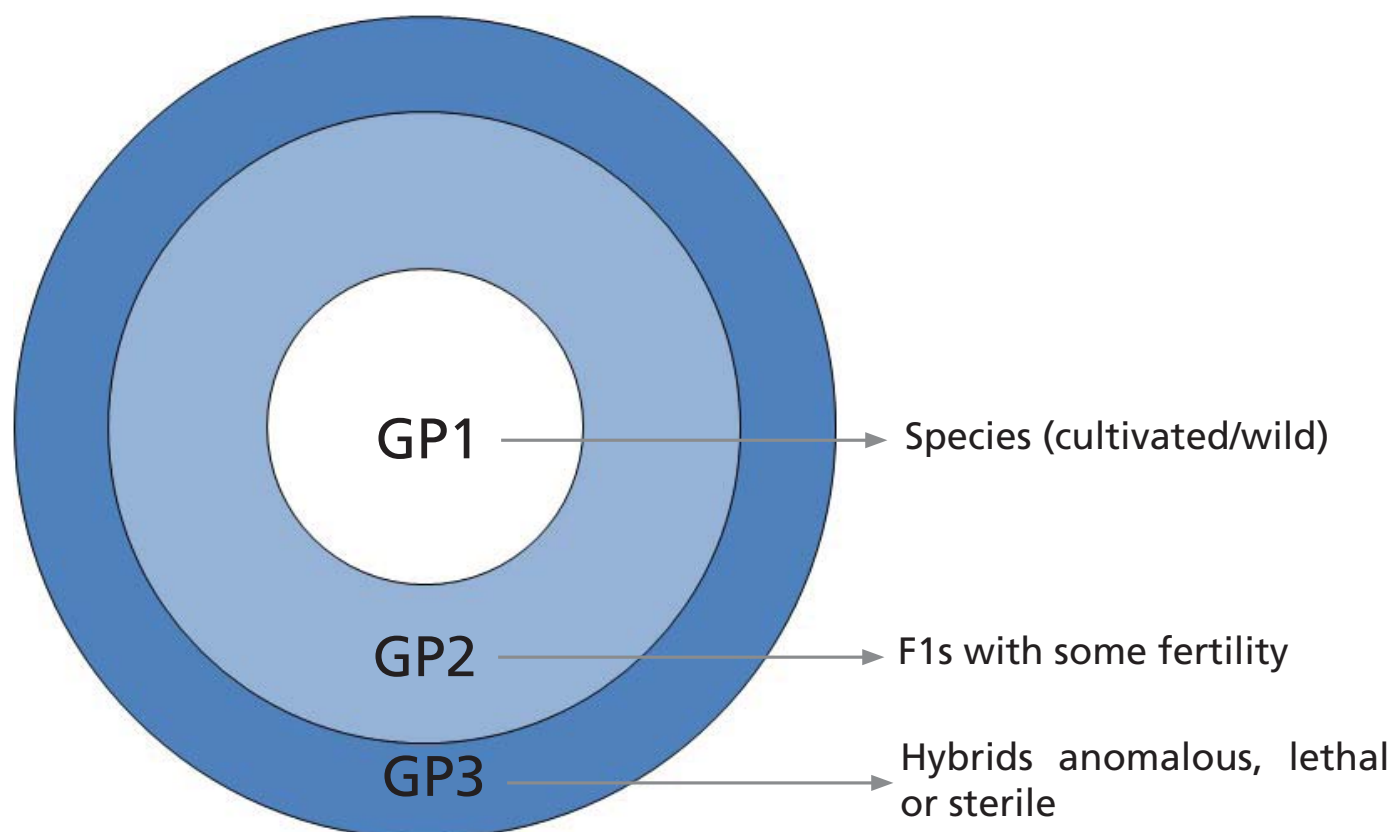 GP1
Species (cultivated/wild)
GP2
F1s with some fertility
GP3
Hybrids anomalous, lethal
or sterile